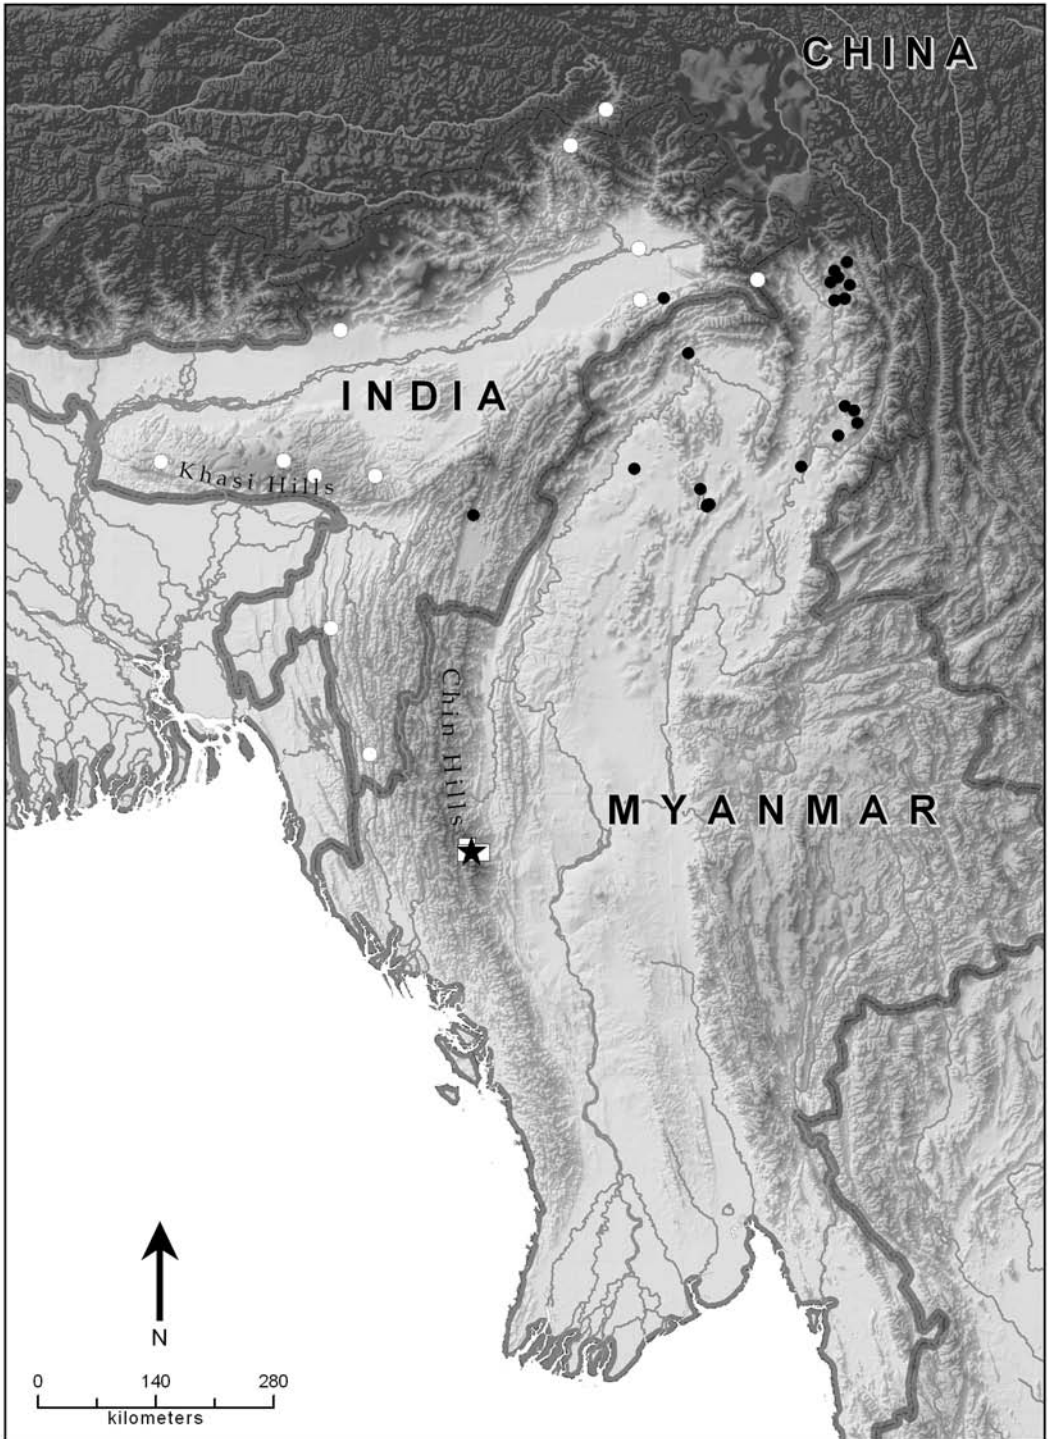 CHINA
INDIA
Khasi Hills
Chin Hills
MYANMAR
N
0 140 280
kilometers